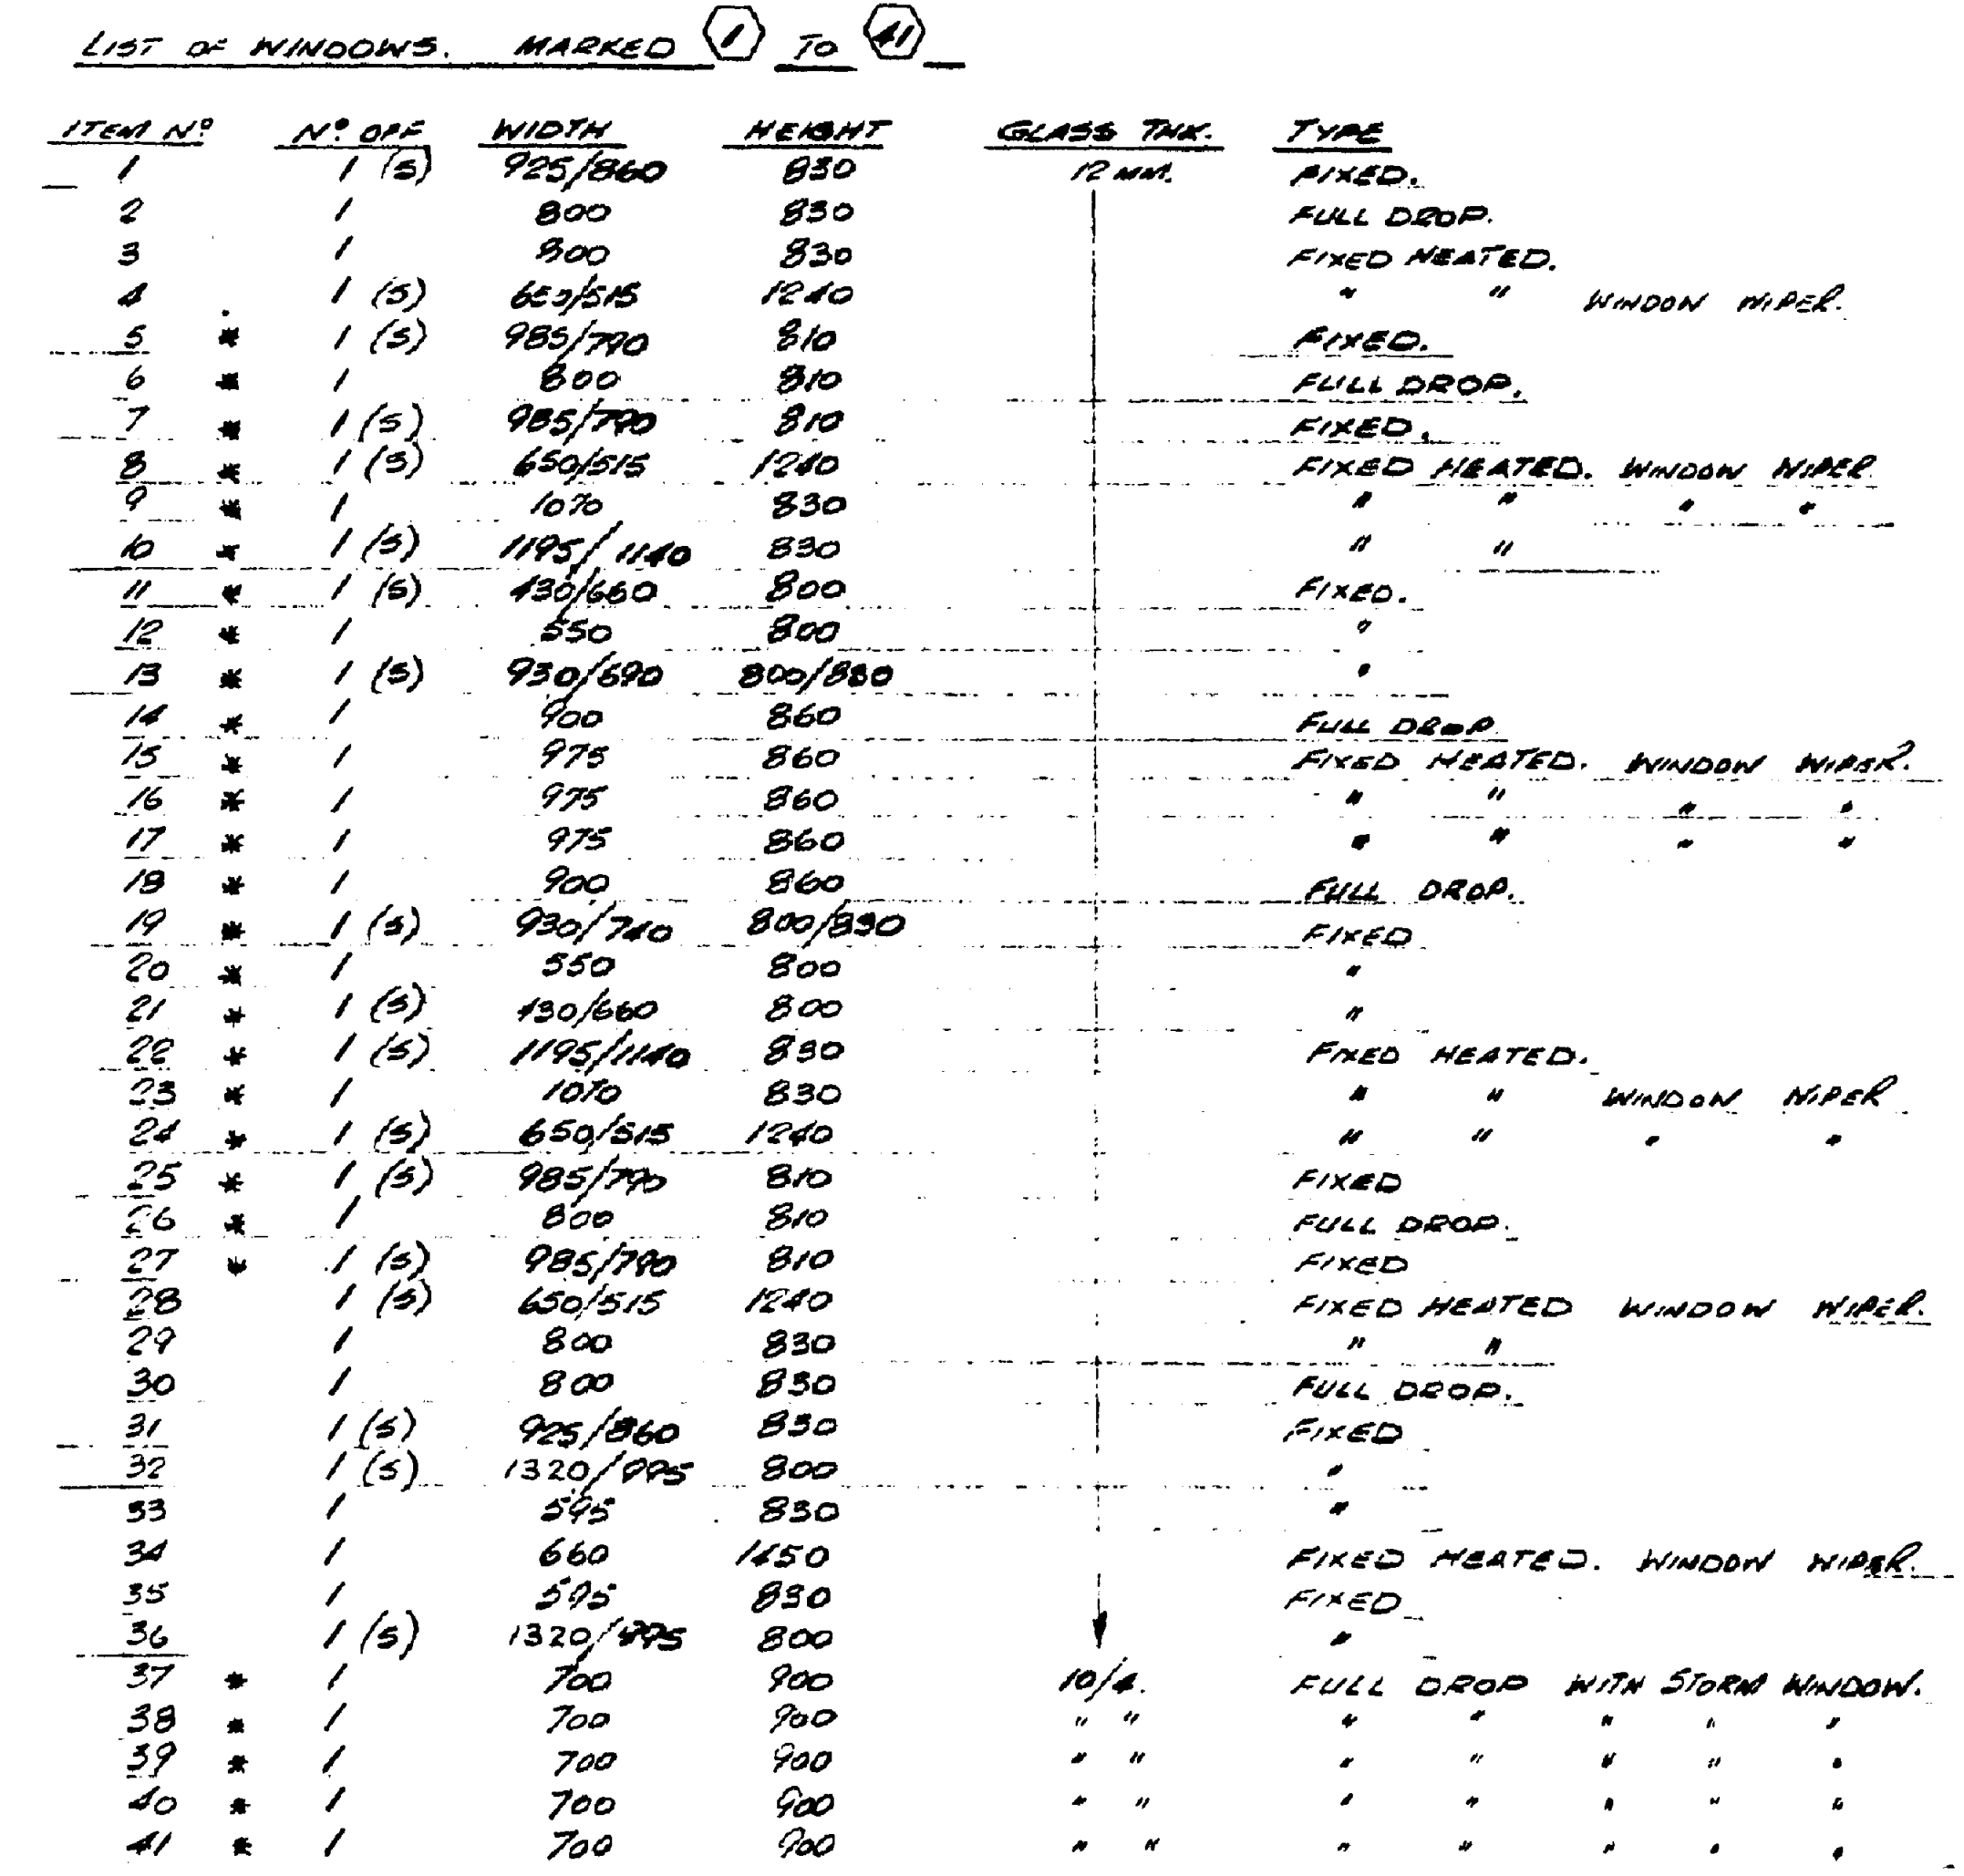 LIST OF WINDOWS. MARKED 1 TO 41
ITEM Nº Nº OFF WIDTH HEIGHT GLASS THK. TYPE
1 1 (S) 925/860 830 12 MM. FIXED.
2 1 800 830 FULL DROP.
3 1 800 830 FIXED HEATED.
4 1 (S) 650/515 1240 " " WINDOW WIPER.
5 * 1 (S) 985/790 810 FIXED.
6 * 1 800 810 FULL DROP.
7 * 1 (S) 985/790 810 FIXED.
8 * 1 (S) 650/515 1240 FIXED HEATED. WINDOW WIPER
9 * 1 1070 830 " " " "
10 * 1 (S) 1195/1140 830 " "
11 * 1 (S) 430/660 800 FIXED.
12 * 1 550 800 "
13 * 1 (S) 930/690 800/830 "
14 * 1 900 860 FULL DROP
15 * 1 975 860 FIXED HEATED. WINDOW WIPER.
16 * 1 975 860 " " " "
17 * 1 975 860 " " " "
18 * 1 900 860 FULL DROP.
19 * 1 (S) 930/740 800/830 FIXED
20 * 1 550 800 "
21 * 1 (S) 430/660 800 "
22 * 1 (S) 1195/1140 830 FIXED HEATED.
23 * 1 1070 830 " " WINDOW WIPER
24 * 1 (S) 650/515 1240 " " " "
25 * 1 (S) 985/790 810 FIXED
26 * 1 800 810 FULL DROP.
27 * 1 (S) 985/790 810 FIXED
28 1 (S) 650/515 1240 FIXED HEATED WINDOW WIPER.
29 1 800 830 " "
30 1 800 830 FULL DROP.
31 1 (S) 925/860 830 FIXED
32 1 (S) 1320/995 800 "
33 1 595 830 "
34 1 660 1450 FIXED HEATED. WINDOW WIPER.
35 1 595 830 FIXED
36 1 (S) 1320/995 800 "
37 * 1 700 900 10/4. FULL DROP WITH STORM WINDOW.
38 * 1 700 900 " " " " " " "
39 * 1 700 900 " " " " " " "
40 * 1 700 900 " " " " " " "
41 * 1 700 900 " " " " " " "